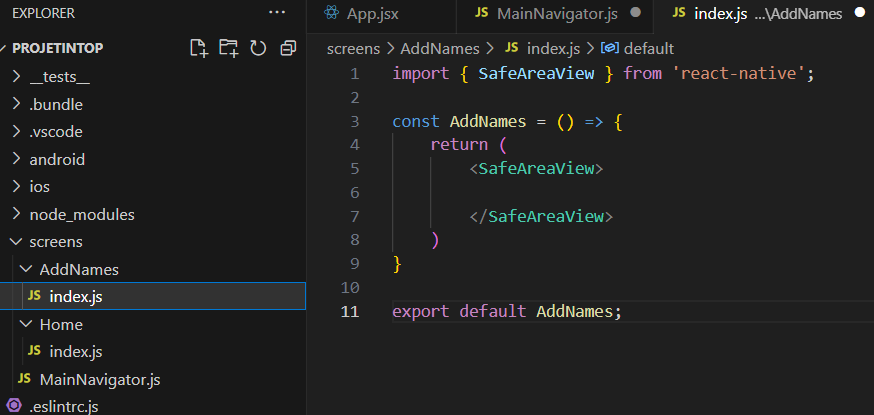 EXPLORER ...
App.jsx
JS MainNavigator.js
JS index.js ...\AddNames
PROJETINTOP
screens > AddNames > JS index.js > default
__tests__
.bundle
.vscode
android
ios
node_modules
screens
AddNames
JS index.js
Home
JS index.js
JS MainNavigator.js
.eslintrc.js
1 import { SafeAreaView } from 'react-native';
2
3 const AddNames = () => {
4 return (
5 <SafeAreaView>
6
7 </SafeAreaView>
8 )
9 }
10
11 export default AddNames;